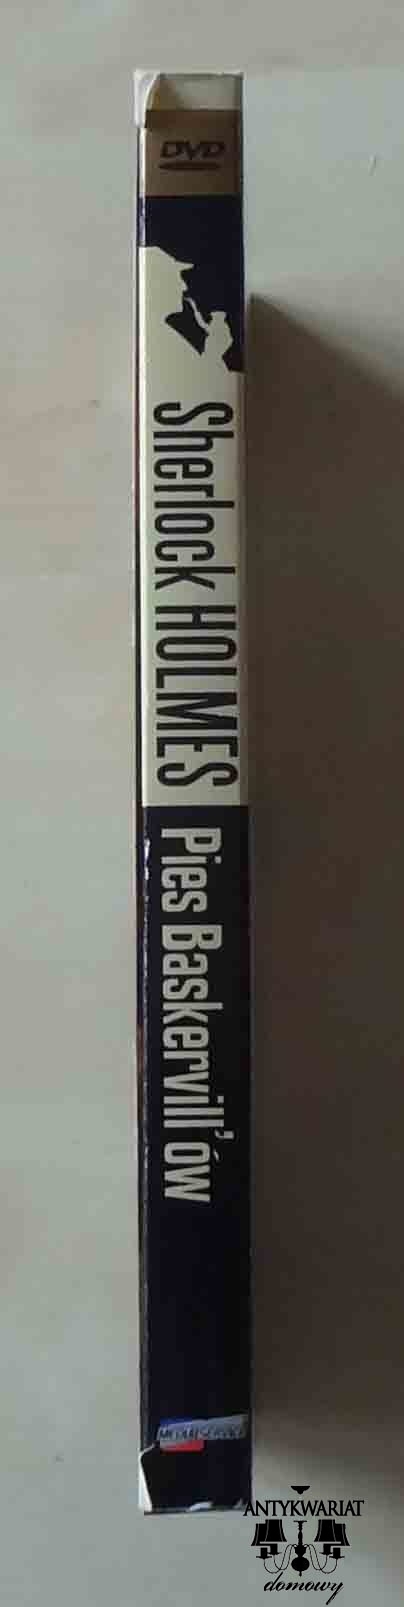 DVD
Sherlock HOLMES
Pies Baskervill'ów
ANTYKWARIAT
domowy